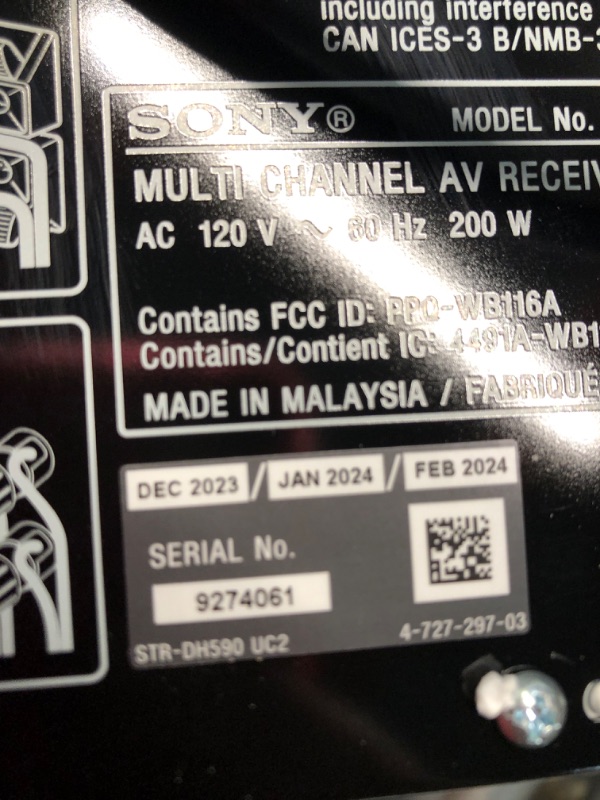 including interference
CAN ICES-3 B/NMB-3
SONY® MODEL No.
MULTI CHANNEL AV RECEIV
AC 120 V ~ 60 Hz 200 W
Contains FCC ID: PPQ-WB116A
Contains/Contient IC: 4491A-WB11
MADE IN MALAYSIA / FABRIQUÉ
DEC 2023 / JAN 2024 / FEB 2024
SERIAL No.
9274061
STR-DH590 UC2 4-727-297-03